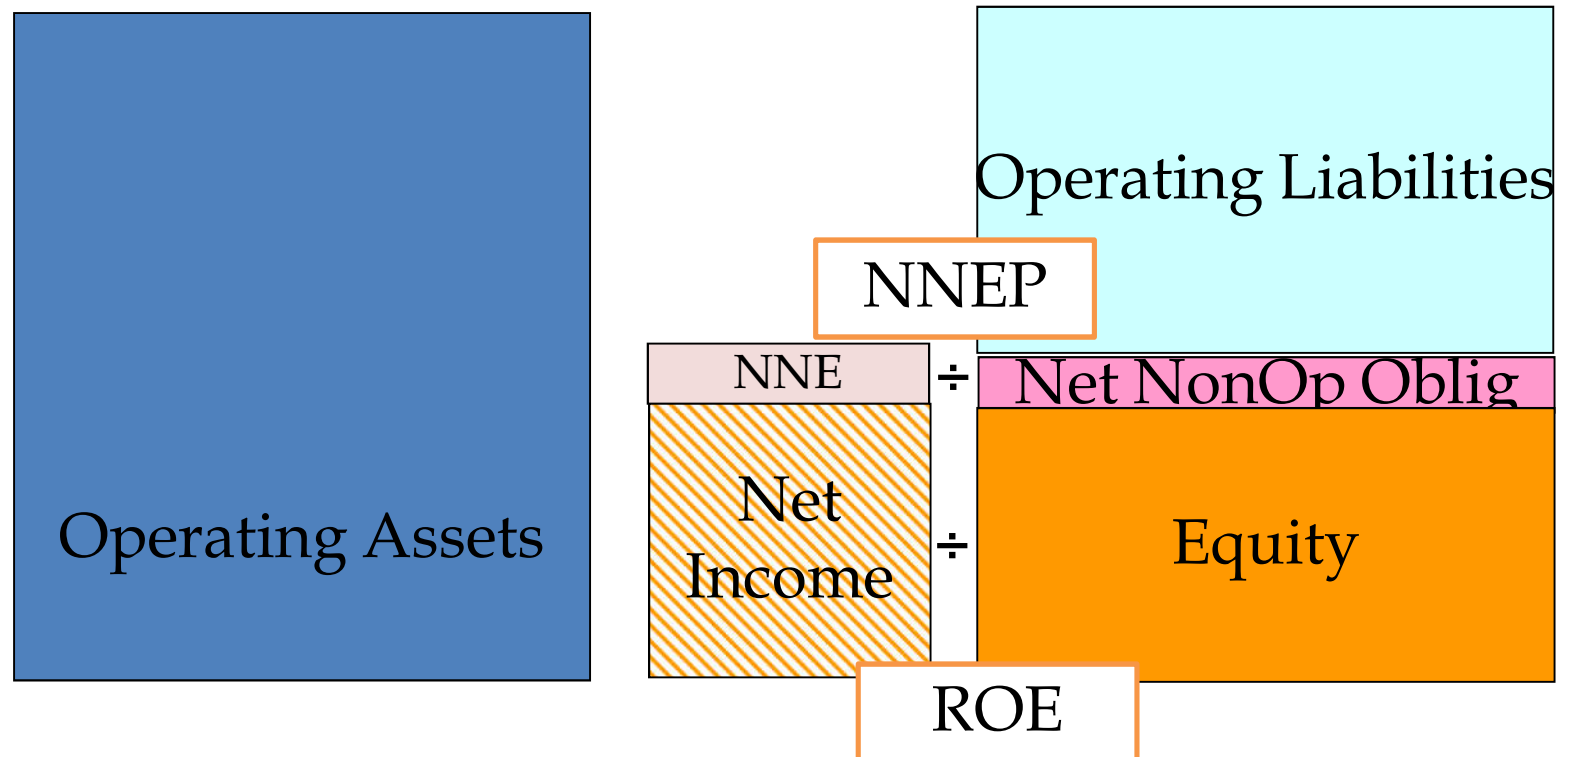 Operating Liabilities
NNEP
NNE
÷
Net NonOp Oblig
Operating Assets
Net
Income
÷
Equity
ROE